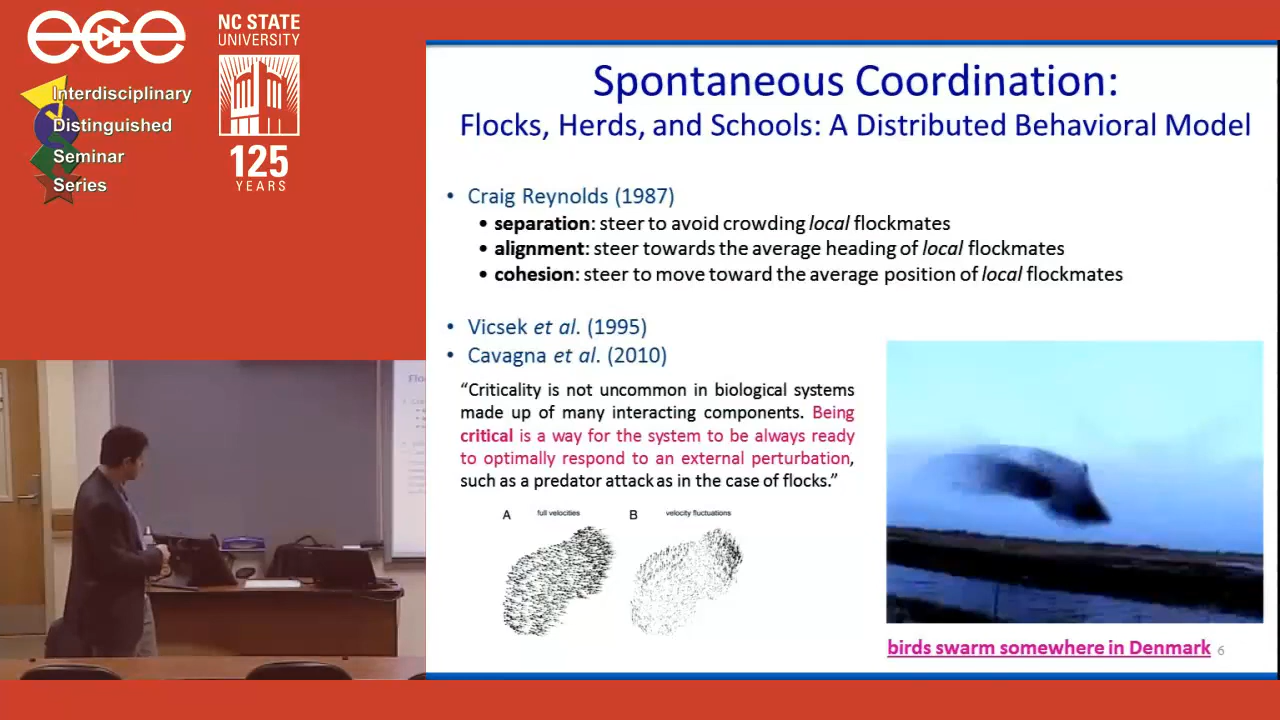 ece
NC STATE
UNIVERSITY
125
YEARS
Interdisciplinary
Distinguished
Seminar
Series
Spontaneous Coordination:
Flocks, Herds, and Schools: A Distributed Behavioral Model
• Craig Reynolds (1987)
• separation: steer to avoid crowding local flockmates
• alignment: steer towards the average heading of local flockmates
• cohesion: steer to move toward the average position of local flockmates
• Vicsek et al. (1995)
• Cavagna et al. (2010)
“Criticality is not uncommon in biological systems
made up of many interacting components. Being
critical is a way for the system to be always ready
to optimally respond to an external perturbation,
such as a predator attack as in the case of flocks.”
A full velocities
B velocity fluctuations
birds swarm somewhere in Denmark 6